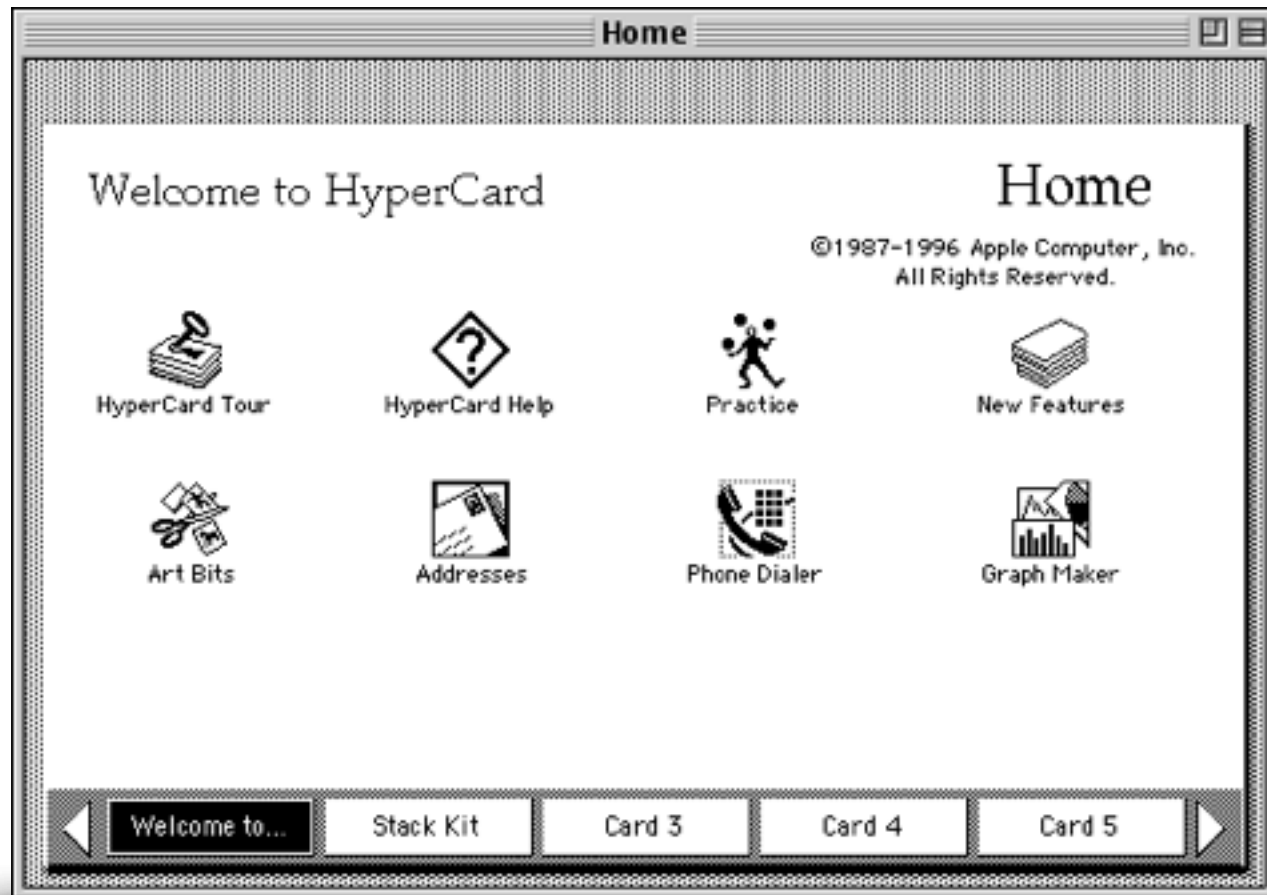 Home
Welcome to HyperCard
Home
©1987-1996 Apple Computer, Inc.
All Rights Reserved.
HyperCard Tour
HyperCard Help
Practice
New Features
Art Bits
Addresses
Phone Dialer
Graph Maker
Welcome to...
Stack Kit
Card 3
Card 4
Card 5